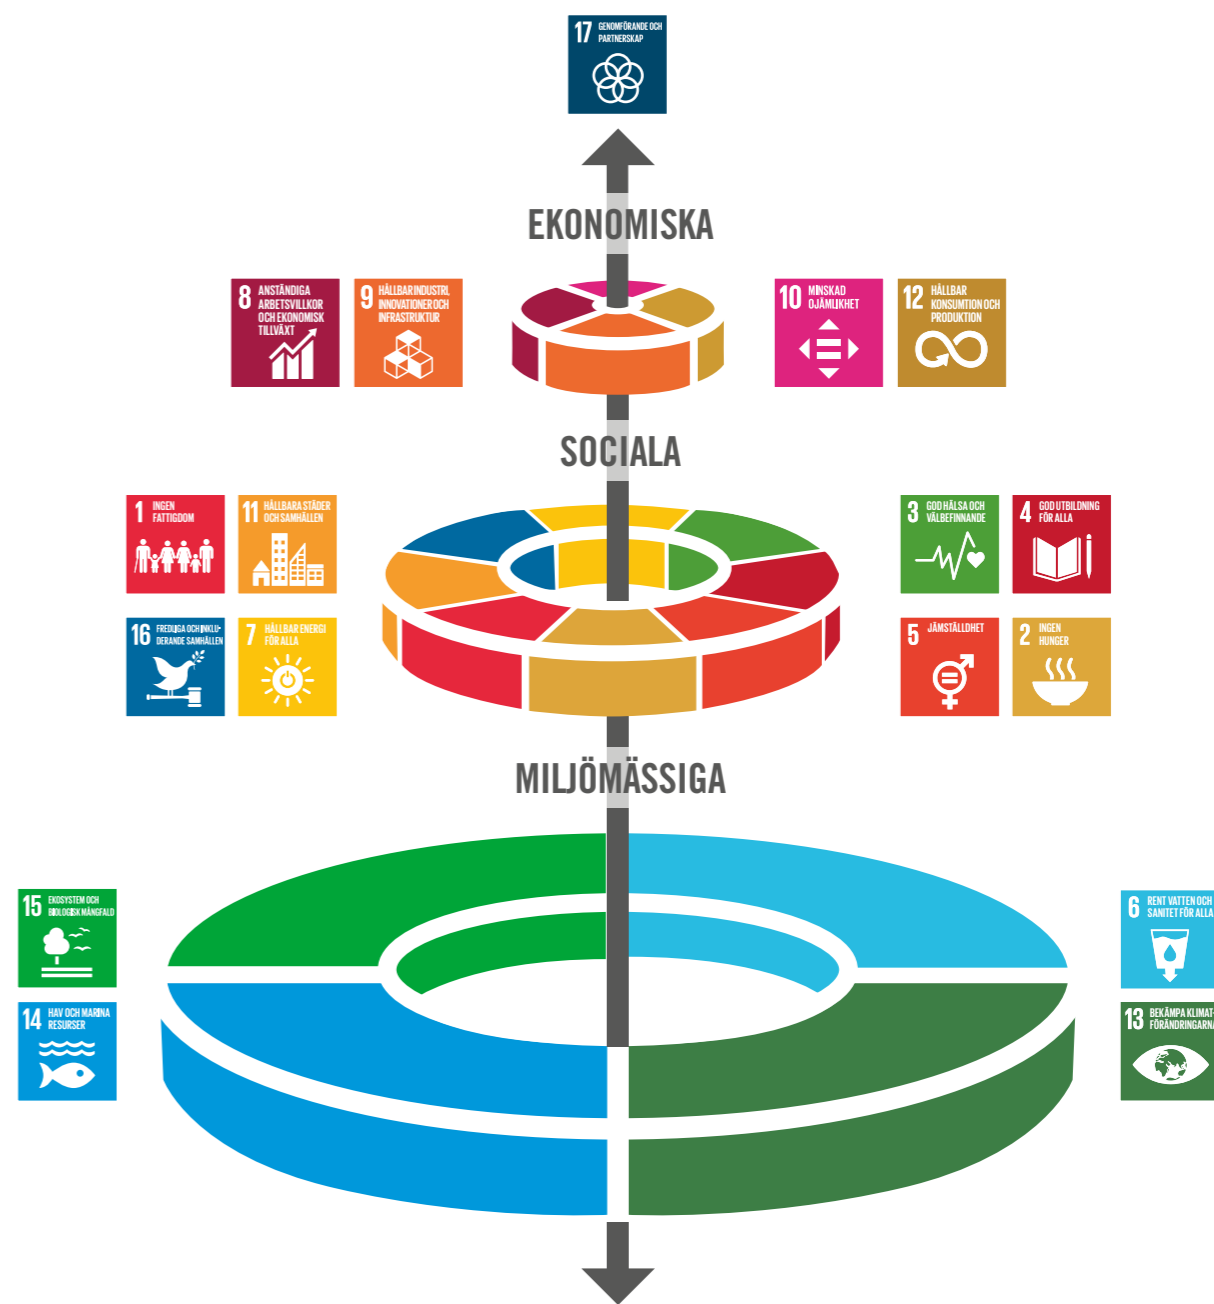 17 GENOMFÖRANDE OCH
PARTNERSKAP
EKONOMISKA
8 ANSTÄNDIGA
ARBETSVILLKOR
OCH EKONOMISK
TILLVÄXT
9 HÅLLBAR INDUSTRI,
INNOVATIONER OCH
INFRASTRUKTUR
10 MINSKAD
OJÄMLIKHET
12 HÅLLBAR
KONSUMTION OCH
PRODUKTION
SOCIALA
1 INGEN
FATTIGDOM
11 HÅLLBARA STÄDER
OCH SAMHÄLLEN
3 GOD HÄLSA OCH
VÄLBEFINNANDE
4 GOD UTBILDNING
FÖR ALLA
16 FREDLIGA OCH INKLU-
DERANDE SAMHÄLLEN
7 HÅLLBAR ENERGI
FÖR ALLA
5 JÄMSTÄLLDHET
2 INGEN
HUNGER
MILJÖMÄSSIGA
15 EKOSYSTEM OCH
BIOLOGISK MÅNGFALD
6 RENT VATTEN OCH
SANITET FÖR ALLA
14 HAV OCH MARINA
RESURSER
13 BEKÄMPA KLIMAT-
FÖRÄNDRINGARNA